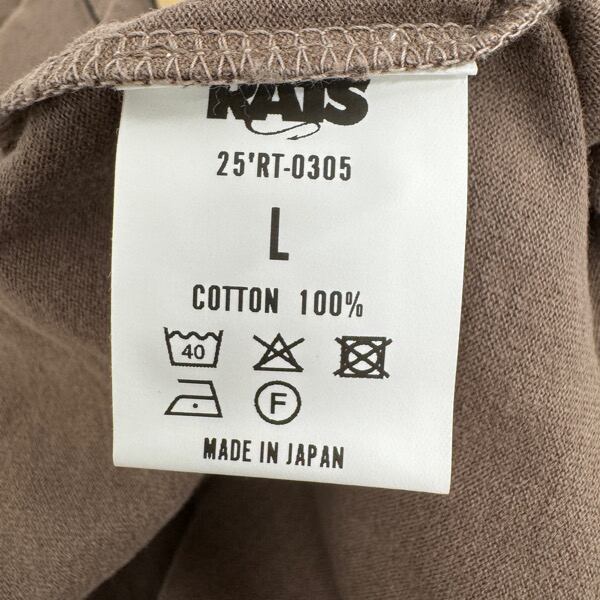 RATS
25'RT-0305
L
COTTON 100%
40
F
MADE IN JAPAN